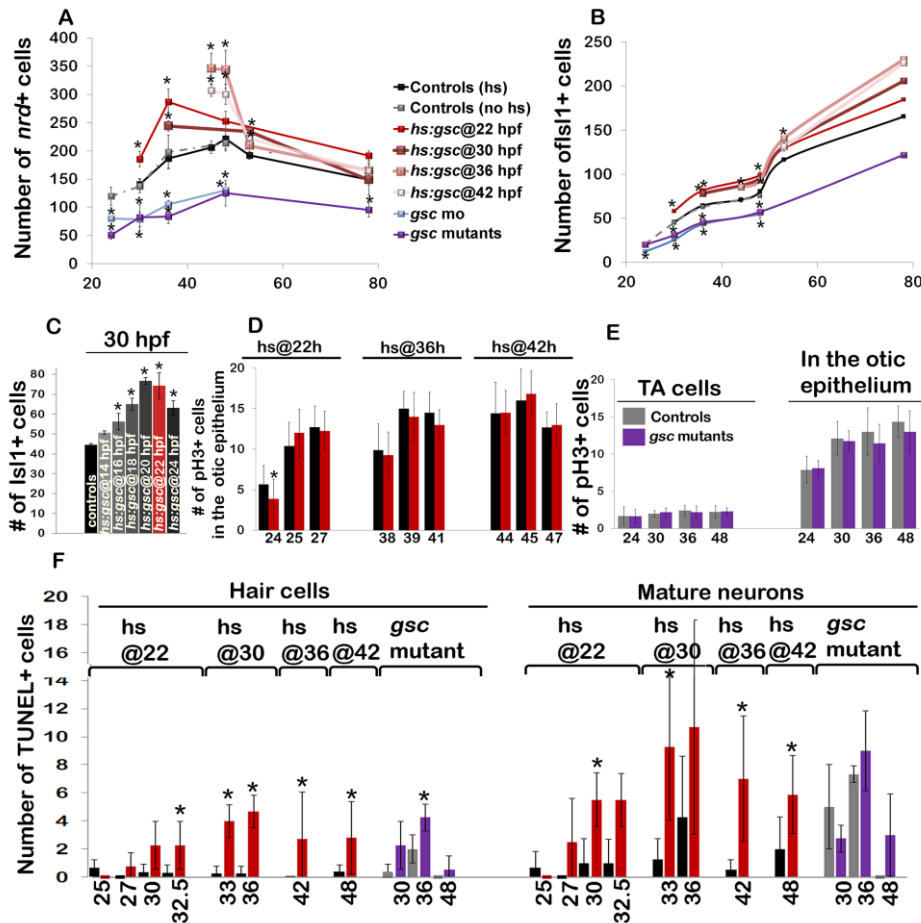 A
Number of nrd+ cells
400
350
300
250
200
150
100
50
0
20
40
60
80
Controls (hs)
Controls (no hs)
hs:gsc@22 hpf
hs:gsc@30 hpf
hs:gsc@36 hpf
hs:gsc@42 hpf
gsc mo
gsc mutants
B
Number ofIsl1+ cells
250
200
150
100
50
0
20
40
60
80
C
30 hpf
# of Isl1+ cells
80
70
60
50
40
30
20
10
0
controls
hs:gsc@14 hpf
hs:gsc@16 hpf
hs:gsc@18 hpf
hs:gsc@20 hpf
hs:gsc@22 hpf
hs:gsc@24 hpf
D
hs@22h
hs@36h
hs@42h
# of pH3+ cells
in the otic epithelium
15
10
5
0
24 25 27
38 39 41
44 45 47
E
In the otic
epithelium
TA cells
Controls
gsc mutants
# of pH3+ cells
20
15
10
5
0
24 30 36 48
24 30 36 48
F
Hair cells
Mature neurons
Number of TUNEL+ cells
20
18
16
14
12
10
8
6
4
2
0
hs
@22
hs
@30
hs
@36
hs
@42
gsc
mutant
hs
@22
hs
@30
hs
@36
hs
@42
gsc
mutant
25 27 30 32.5 33 36 42 48 30 36 48
25 27 30 32.5 33 36 42 48 30 36 48